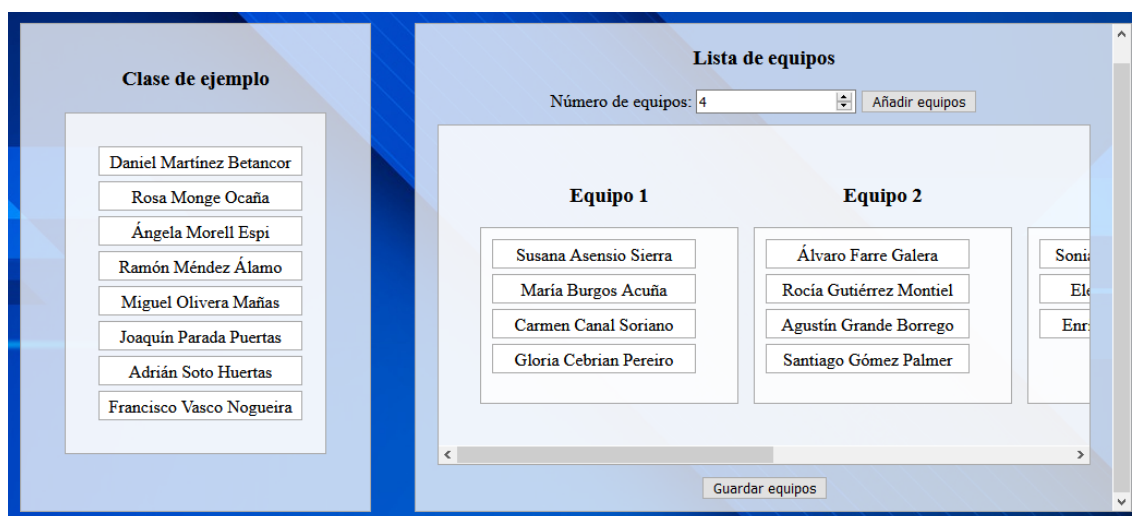 Clase de ejemplo
Daniel Martínez Betancor
Rosa Monge Ocaña
Ángela Morell Espi
Ramón Méndez Álamo
Miguel Olivera Mañas
Joaquín Parada Puertas
Adrián Soto Huertas
Francisco Vasco Nogueira
Lista de equipos
Número de equipos: 4 Añadir equipos
Equipo 1
Susana Asensio Sierra
María Burgos Acuña
Carmen Canal Soriano
Gloria Cebrian Pereiro
Equipo 2
Álvaro Farre Galera
Rocía Gutiérrez Montiel
Agustín Grande Borrego
Santiago Gómez Palmer
Guardar equipos